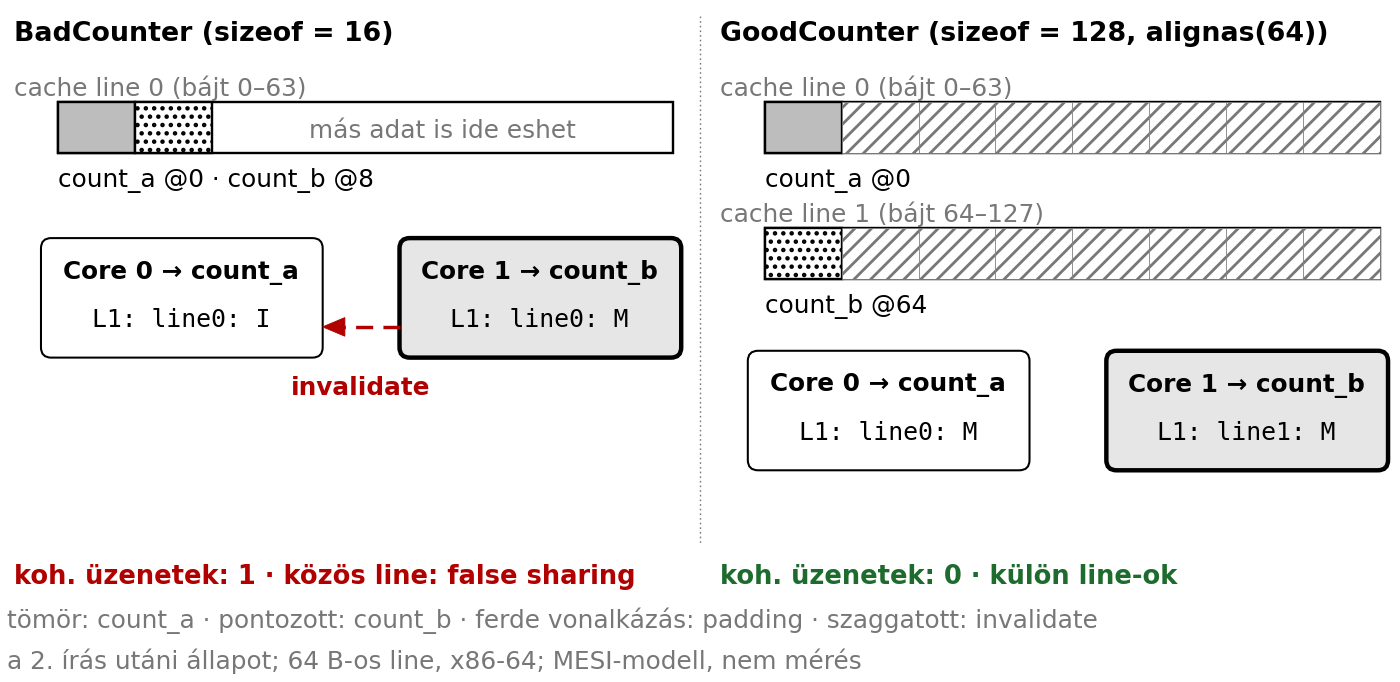 BadCounter (sizeof = 16)
cache line 0 (bájt 0–63)
más adat is ide eshet
count_a @0 · count_b @8
Core 0 → count_a
L1: line0: I
Core 1 → count_b
L1: line0: M
invalidate
koh. üzenetek: 1 · közös line: false sharing
GoodCounter (sizeof = 128, alignas(64))
cache line 0 (bájt 0–63)
count_a @0
cache line 1 (bájt 64–127)
count_b @64
Core 0 → count_a
L1: line0: M
Core 1 → count_b
L1: line1: M
koh. üzenetek: 0 · külön line-ok
tömör: count_a · pontozott: count_b · ferde vonalkázás: padding · szaggatott: invalidate
a 2. írás utáni állapot; 64 B-os line, x86-64; MESI-modell, nem mérés